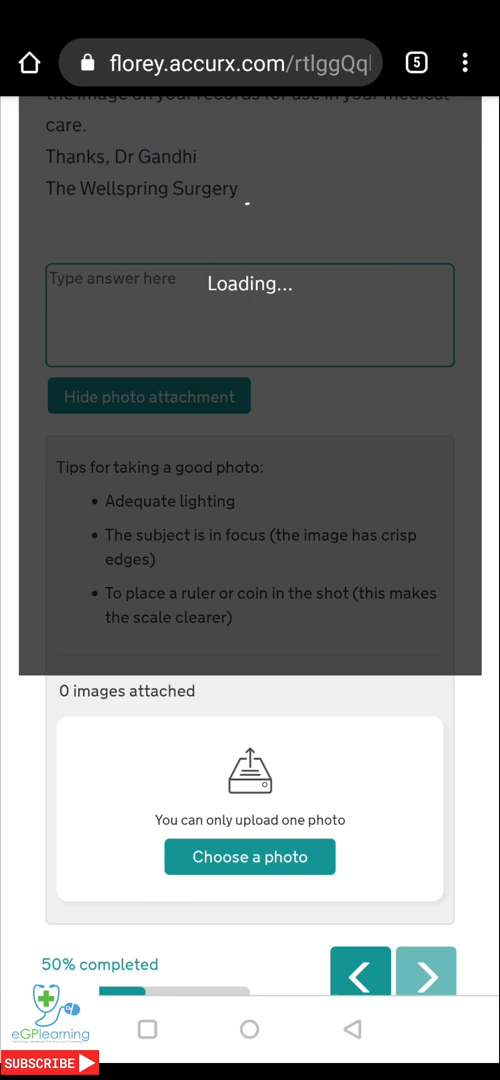 florey.accurx.com/rtlggQq
5
the image on your records for use in your medical
care.
Thanks, Dr Gandhi
The Wellspring Surgery
Type answer here
Loading...
Hide photo attachment
Tips for taking a good photo:
• Adequate lighting
• The subject is in focus (the image has crisp
edges)
• To place a ruler or coin in the shot (this makes
the scale clearer)
0 images attached
You can only upload one photo
Choose a photo
50% completed
eGPlearning
SUBSCRIBE